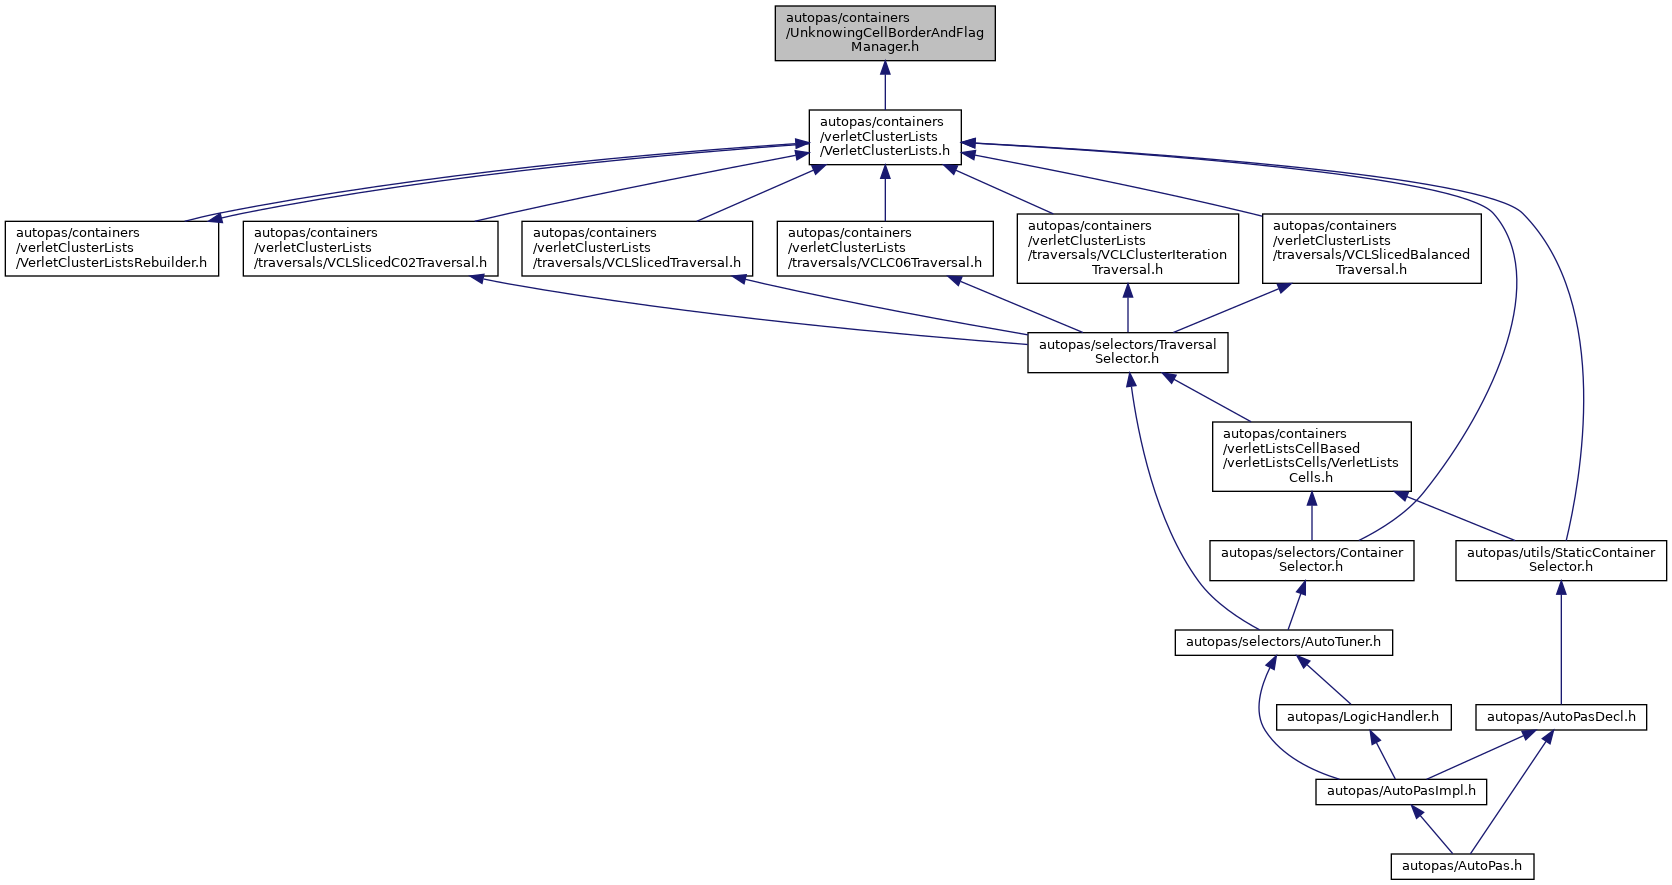 autopas/containers
/UnknowingCellBorderAndFlag
Manager.h
autopas/containers
/verletClusterLists
/VerletClusterLists.h
autopas/containers
/verletClusterLists
/VerletClusterListsRebuilder.h
autopas/containers
/verletClusterLists
/traversals/VCLSlicedC02Traversal.h
autopas/containers
/verletClusterLists
/traversals/VCLSlicedTraversal.h
autopas/containers
/verletClusterLists
/traversals/VCLC06Traversal.h
autopas/containers
/verletClusterLists
/traversals/VCLClusterIteration
Traversal.h
autopas/containers
/verletClusterLists
/traversals/VCLSlicedBalanced
Traversal.h
autopas/selectors/Traversal
Selector.h
autopas/containers
/verletListsCellBased
/verletListsCells/VerletLists
Cells.h
autopas/selectors/Container
Selector.h
autopas/utils/StaticContainer
Selector.h
autopas/selectors/AutoTuner.h
autopas/LogicHandler.h
autopas/AutoPasDecl.h
autopas/AutoPasImpl.h
autopas/AutoPas.h